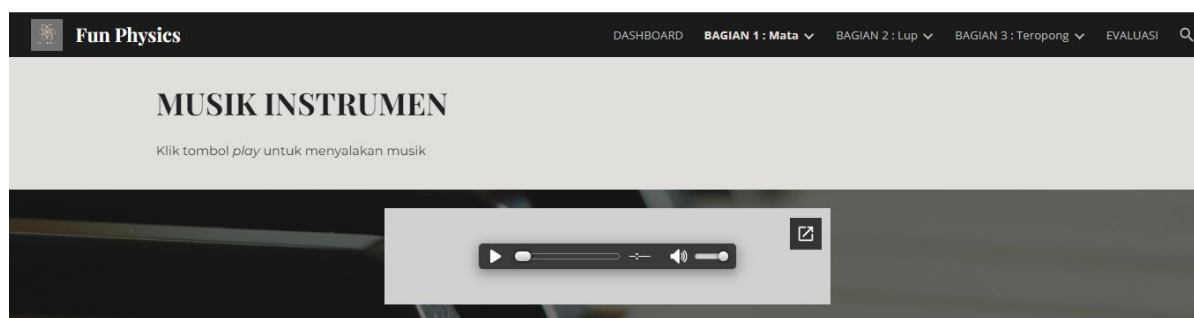 Fun Physics
DASHBOARD BAGIAN 1 : Mata BAGIAN 2 : Lup BAGIAN 3 : Teropong EVALUASI
MUSIK INSTRUMEN
Klik tombol play untuk menyalakan musik